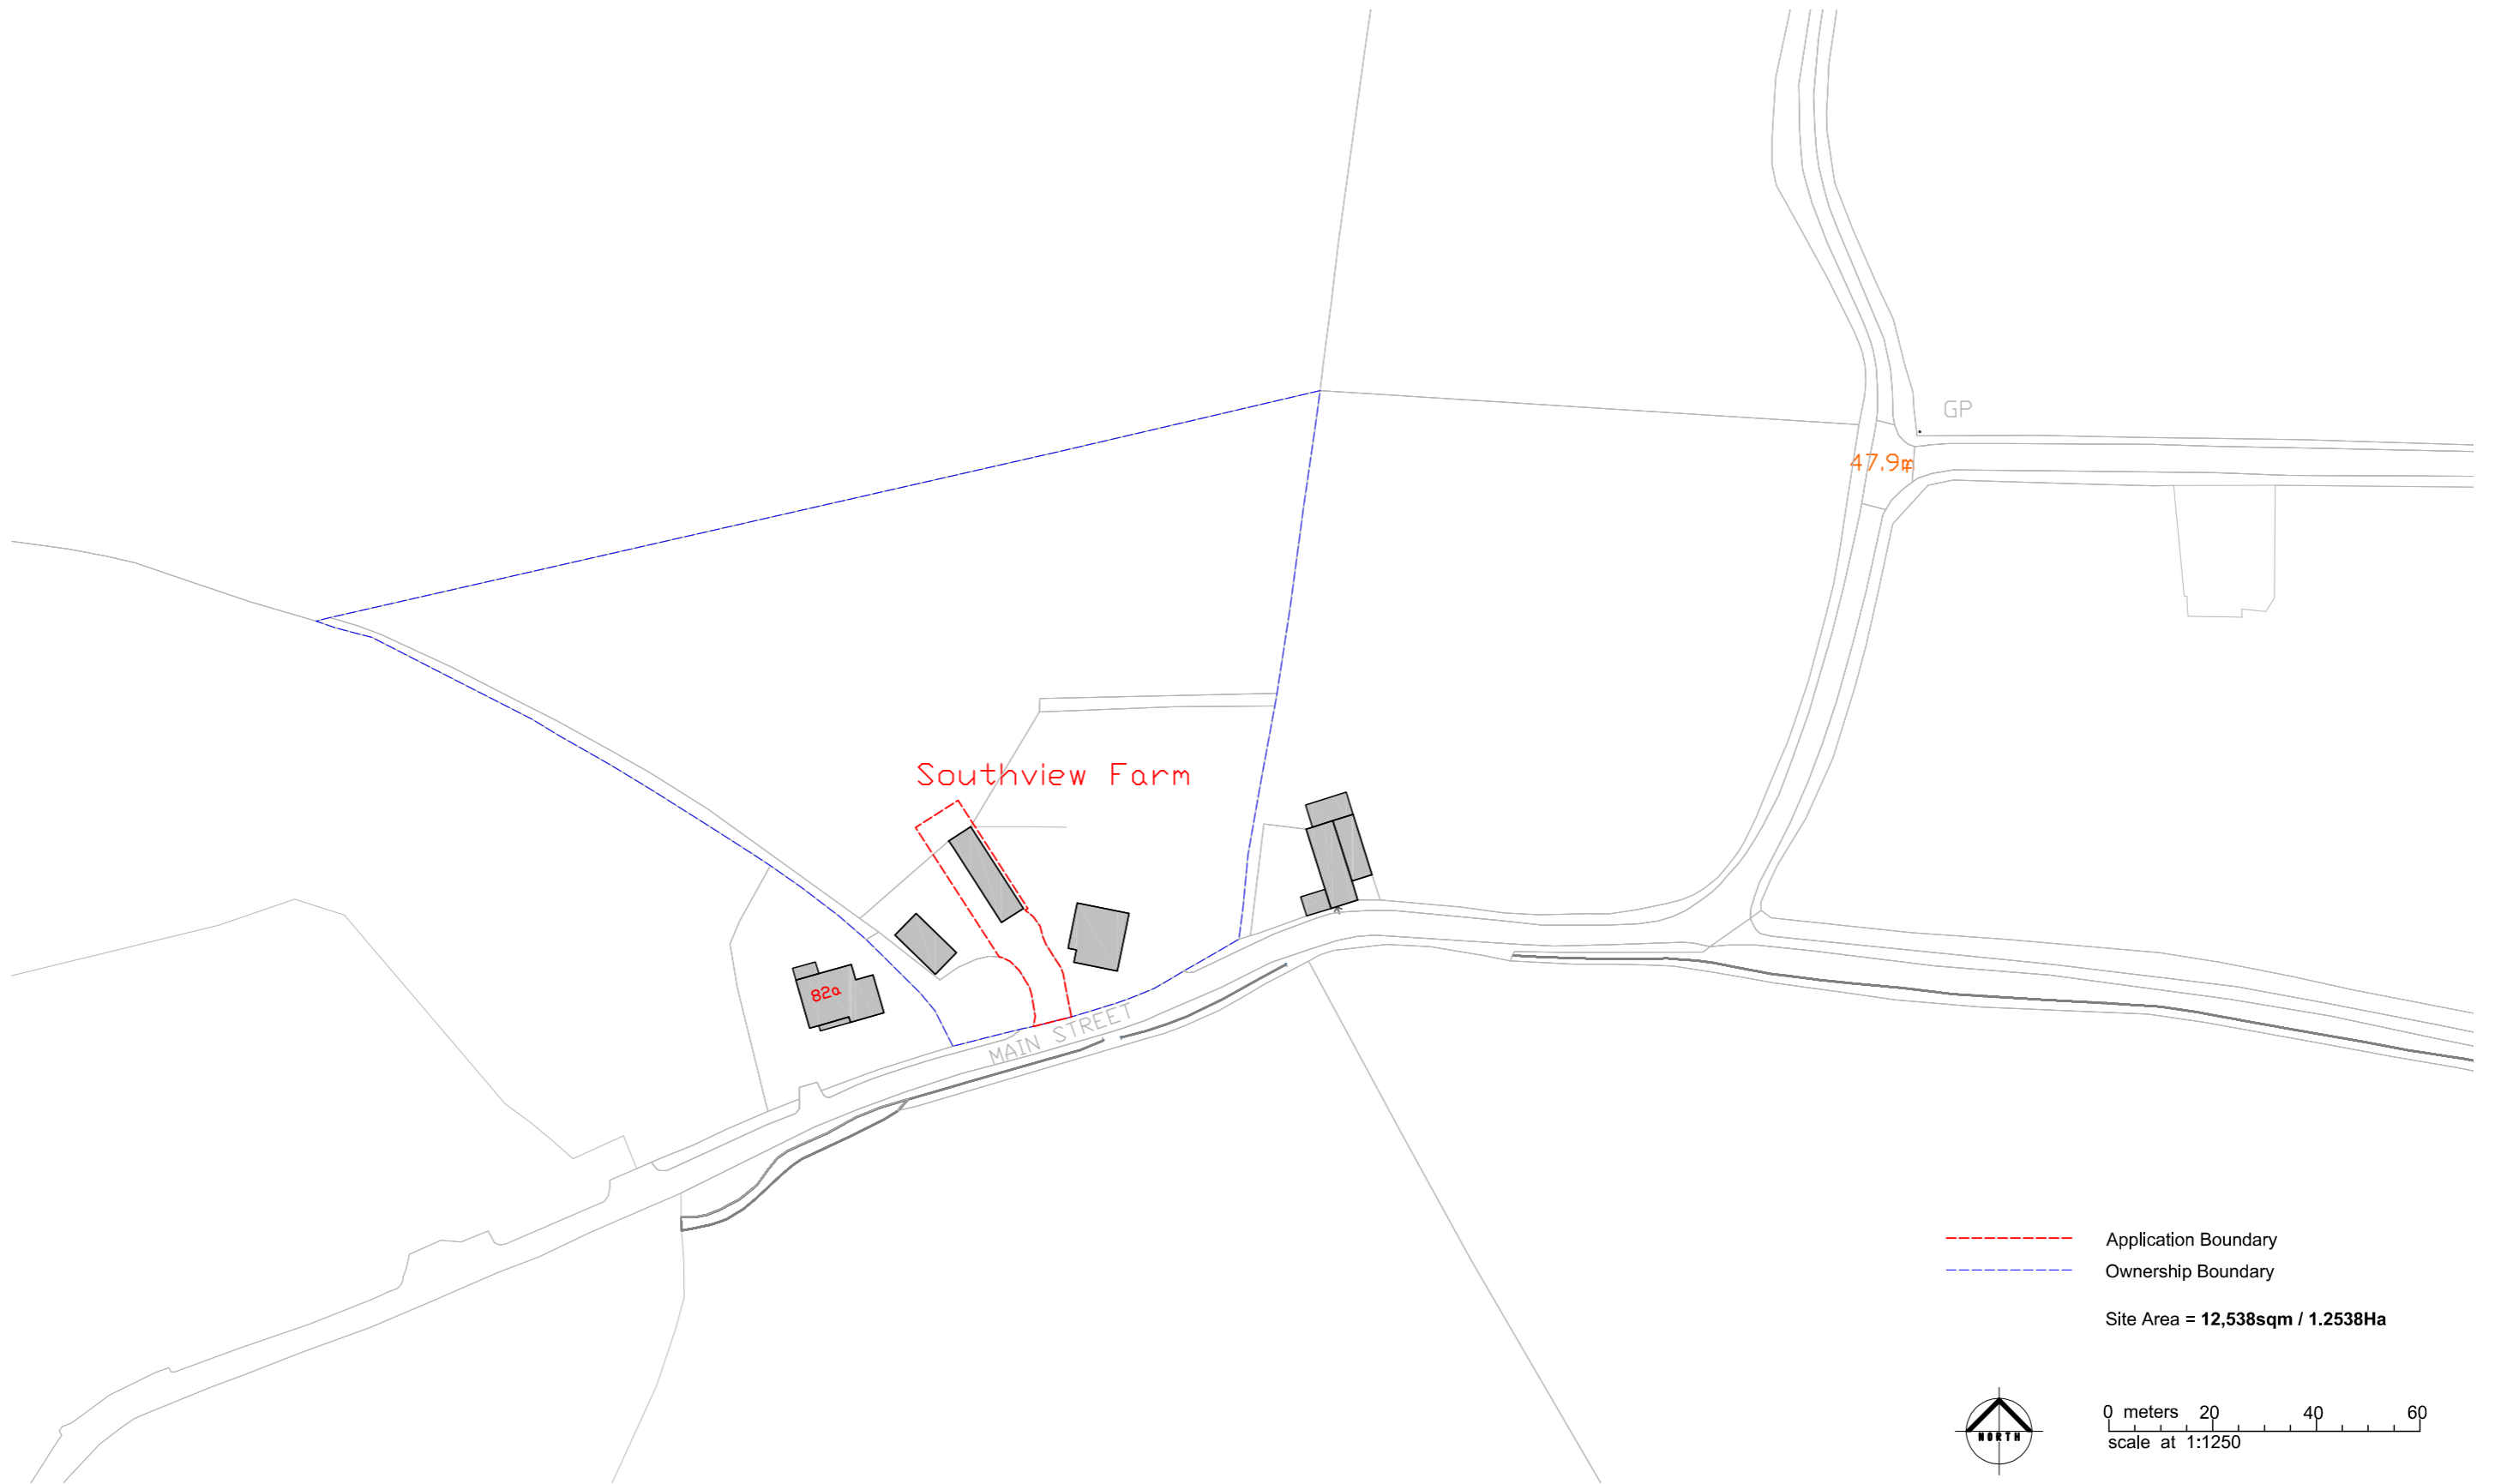 GP
47.9m
Southview Farm
82a
MAIN STREET
Application Boundary
Ownership Boundary
Site Area = 12,538sqm / 1.2538Ha
NORTH
0 meters 20 40 60
scale at 1:1250